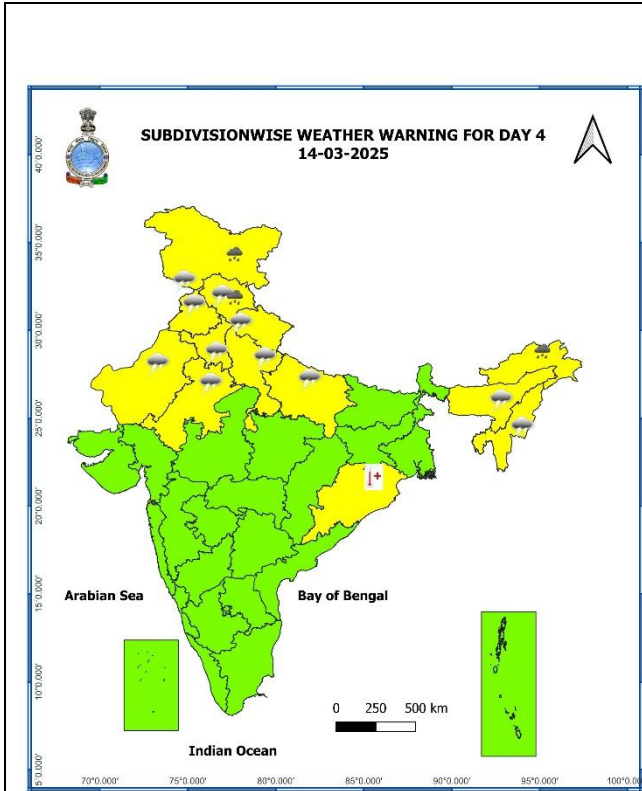 SUBDIVISIONWISE WEATHER WARNING FOR DAY 4
14-03-2025
40°0.000'
35°0.000'
30°0.000'
25°0.000'
20°0.000'
15°0.000'
10°0.000'
5°0.000'
Arabian Sea
Bay of Bengal
0 250 500 km
Indian Ocean
70°0.000' 75°0.000' 80°0.000' 85°0.000' 90°0.000' 95°0.000' 100°0.0